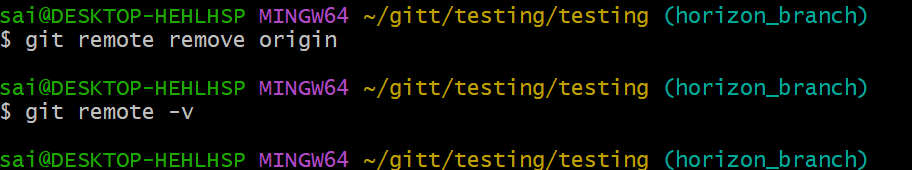 sai@DESKTOP-HEHLHSP MINGW64 ~/gitt/testing/testing (horizon_branch)
$ git remote remove origin
sai@DESKTOP-HEHLHSP MINGW64 ~/gitt/testing/testing (horizon_branch)
$ git remote -v
sai@DESKTOP-HEHLHSP MINGW64 ~/gitt/testing/testing (horizon_branch)